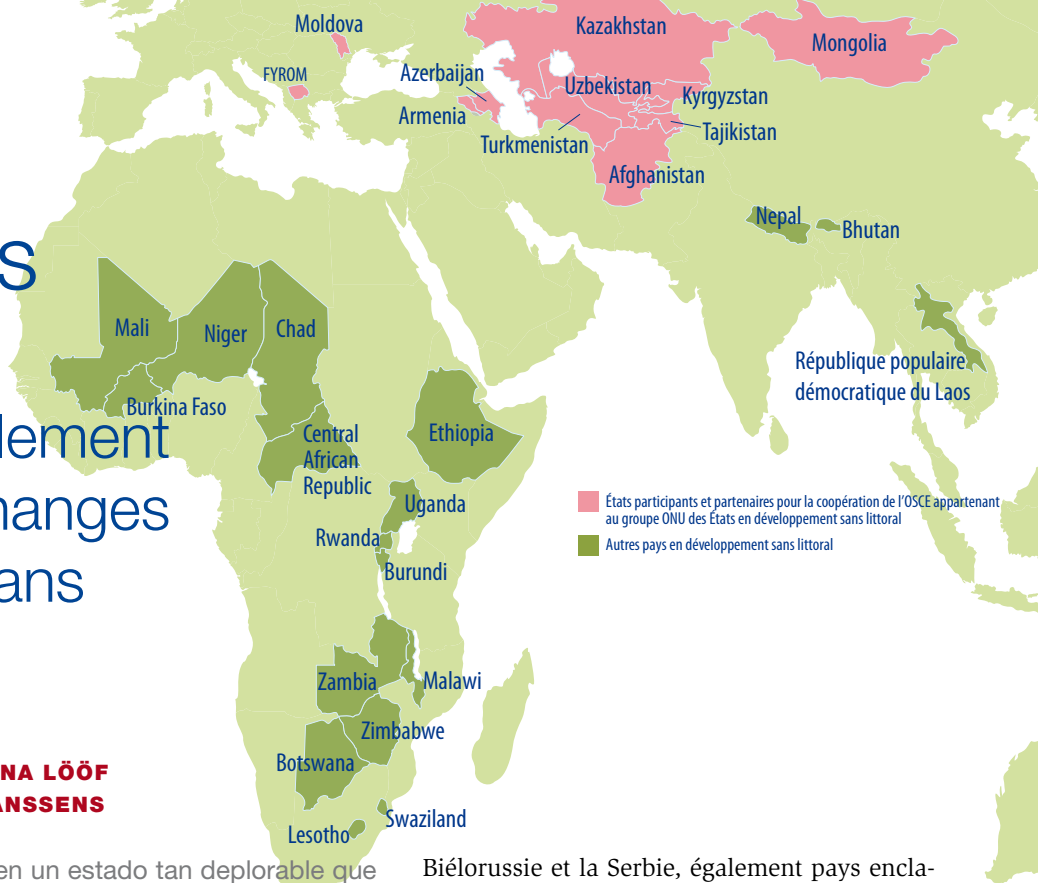 Moldova
Kazakhstan
Mongolia
FYROM
Azerbaijan
Uzbekistan
Kyrgyzstan
Armenia
Tajikistan
Turkmenistan
Afghanistan
Nepal
Bhutan
s
Mali
Niger
Chad
République populaire
démocratique du Laos
Burkina Faso
lement
Central
African
Republic
Ethiopia
hanges
Uganda
États participants et partenaires pour la coopération de l'OSCE appartenant
au groupe ONU des États en développement sans littoral
Autres pays en développement sans littoral
Rwanda
Burundi
ans
Zambia
Malawi
Zimbabwe
Botswana
NA LÖÖF
ANSSENS
Swaziland
Lesotho
en un estado tan deplorable que
Biélorussie et la Serbie, également pays encla-